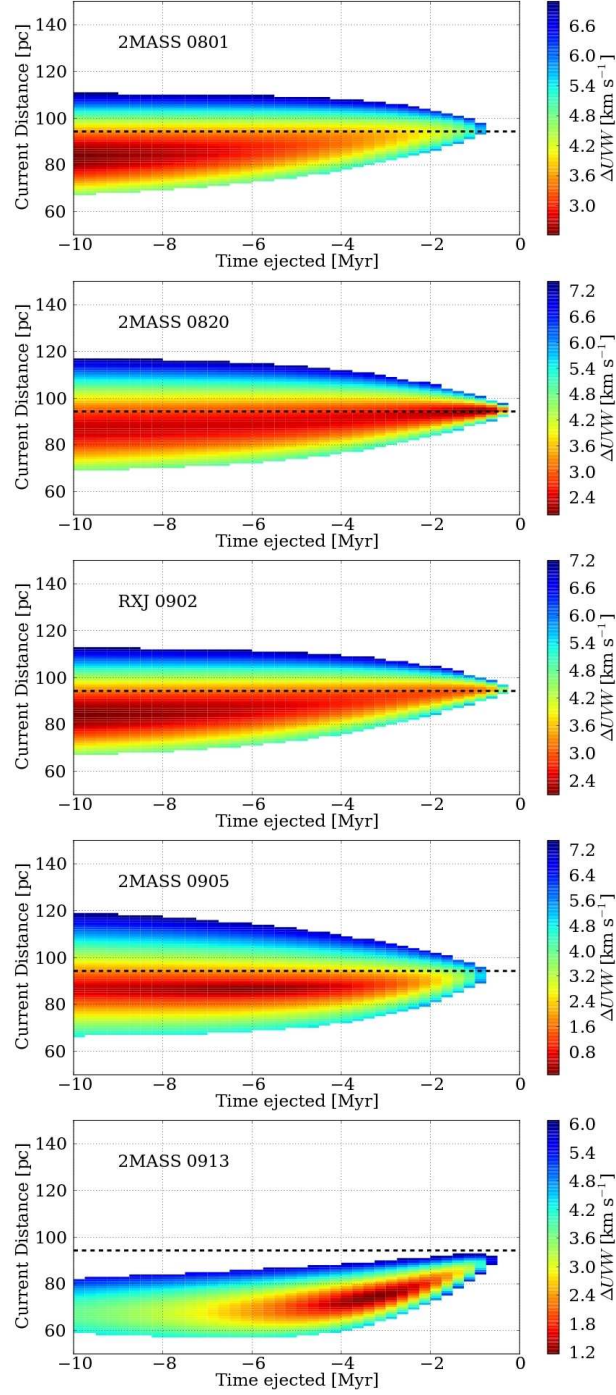 140
120
100
80
60
Current Distance [pc]
2MASS 0801
−10 −8 −6 −4 −2 0
Time ejected [Myr]
6.6
6.0
5.4
4.8
4.2
3.6
3.0
ΔUVW [km s⁻¹]
140
120
100
80
60
Current Distance [pc]
2MASS 0820
−10 −8 −6 −4 −2 0
Time ejected [Myr]
7.2
6.6
6.0
5.4
4.8
4.2
3.6
3.0
2.4
ΔUVW [km s⁻¹]
140
120
100
80
60
Current Distance [pc]
RXJ 0902
−10 −8 −6 −4 −2 0
Time ejected [Myr]
7.2
6.6
6.0
5.4
4.8
4.2
3.6
3.0
2.4
ΔUVW [km s⁻¹]
140
120
100
80
60
Current Distance [pc]
2MASS 0905
−10 −8 −6 −4 −2 0
Time ejected [Myr]
7.2
6.4
5.6
4.8
4.0
3.2
2.4
1.6
0.8
ΔUVW [km s⁻¹]
140
120
100
80
60
Current Distance [pc]
2MASS 0913
−10 −8 −6 −4 −2 0
Time ejected [Myr]
6.0
5.4
4.8
4.2
3.6
3.0
2.4
1.8
1.2
ΔUVW [km s⁻¹]